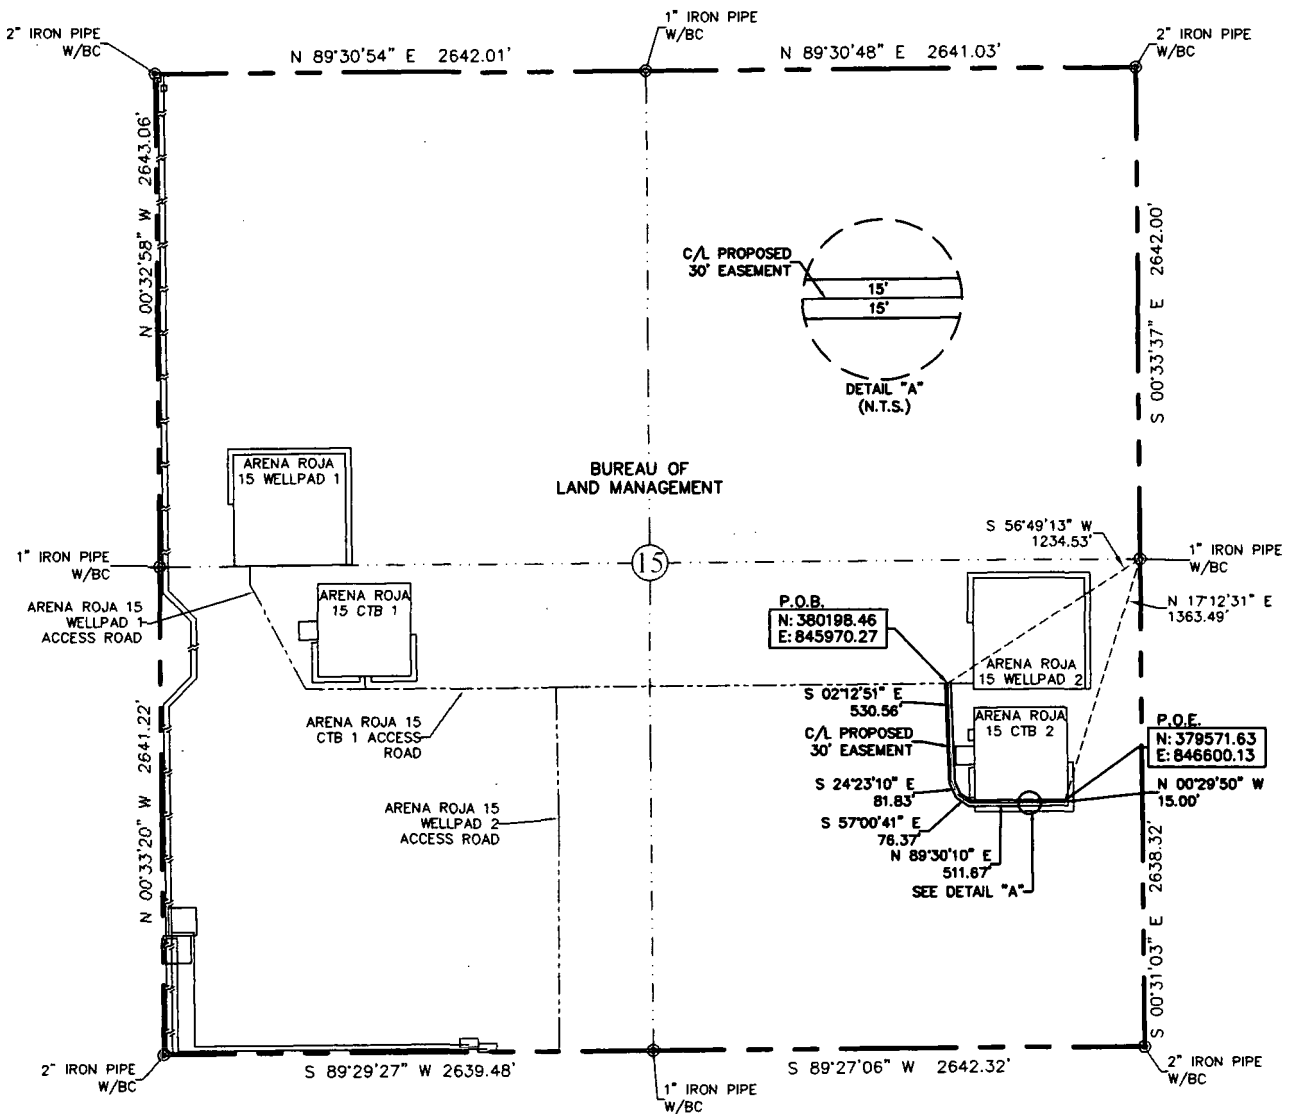 1" IRON PIPE
W/BC
2" IRON PIPE
W/BC
2" IRON PIPE
W/BC
N 89°30'54" E 2642.01'
N 89°30'48" E 2641.03'
N 00°32'58" W 2643.06'
S 00°33'37" E 2642.00'
C/L PROPOSED
30' EASEMENT
15'
15'
DETAIL "A"
(N.T.S.)
ARENA ROJA
15 WELLPAD 1
BUREAU OF
LAND MANAGEMENT
S 56°49'13" W
1234.53'
1" IRON PIPE
W/BC
15
1" IRON PIPE
W/BC
ARENA ROJA 15
WELLPAD 1
ACCESS ROAD
ARENA ROJA
15 CTB 1
P.O.B.
N: 380198.46
E: 845970.27
N 17°12'31" E
1363.49'
ARENA ROJA
15 WELLPAD 2
S 02°12'51" E
530.56'
ARENA ROJA 15
CTB 1 ACCESS
ROAD
C/L PROPOSED
30' EASEMENT
ARENA ROJA
15 CTB 2
P.O.E.
N: 379571.63
E: 846600.13
S 24°23'10" E
81.83'
N 00°29'50" W
15.00'
ARENA ROJA 15
WELLPAD 2
ACCESS ROAD
S 57°00'41" E
76.37'
N 89°30'10" E
511.67'
SEE DETAIL "A"
N 00°33'20" W 2641.22'
S 00°31'03" E 2638.32'
2" IRON PIPE
W/BC
S 89°29'27" W 2639.48'
1" IRON PIPE
W/BC
S 89°27'06" W 2642.32'
2" IRON PIPE
W/BC